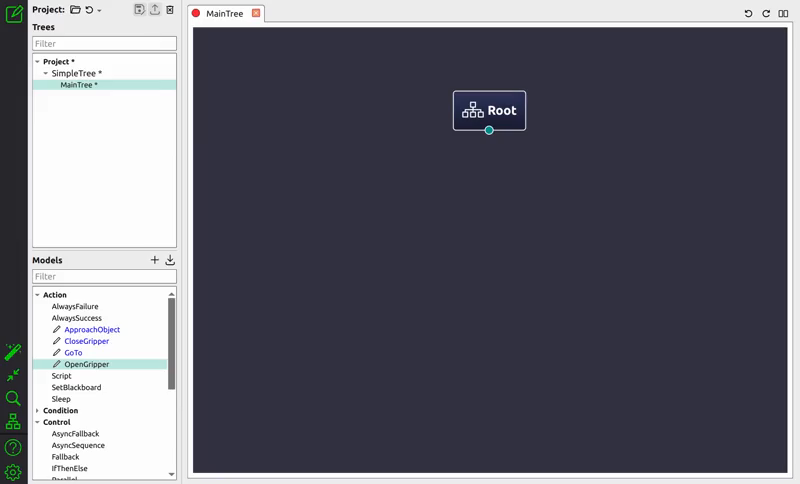 Project:
Trees
Filter
Project *
SimpleTree *
MainTree *
Models
Filter
Action
AlwaysFailure
AlwaysSuccess
ApproachObject
CloseGripper
GoTo
OpenGripper
Script
SetBlackboard
Sleep
Condition
Control
AsyncFallback
AsyncSequence
Fallback
IfThenElse
Parallel
MainTree
Root